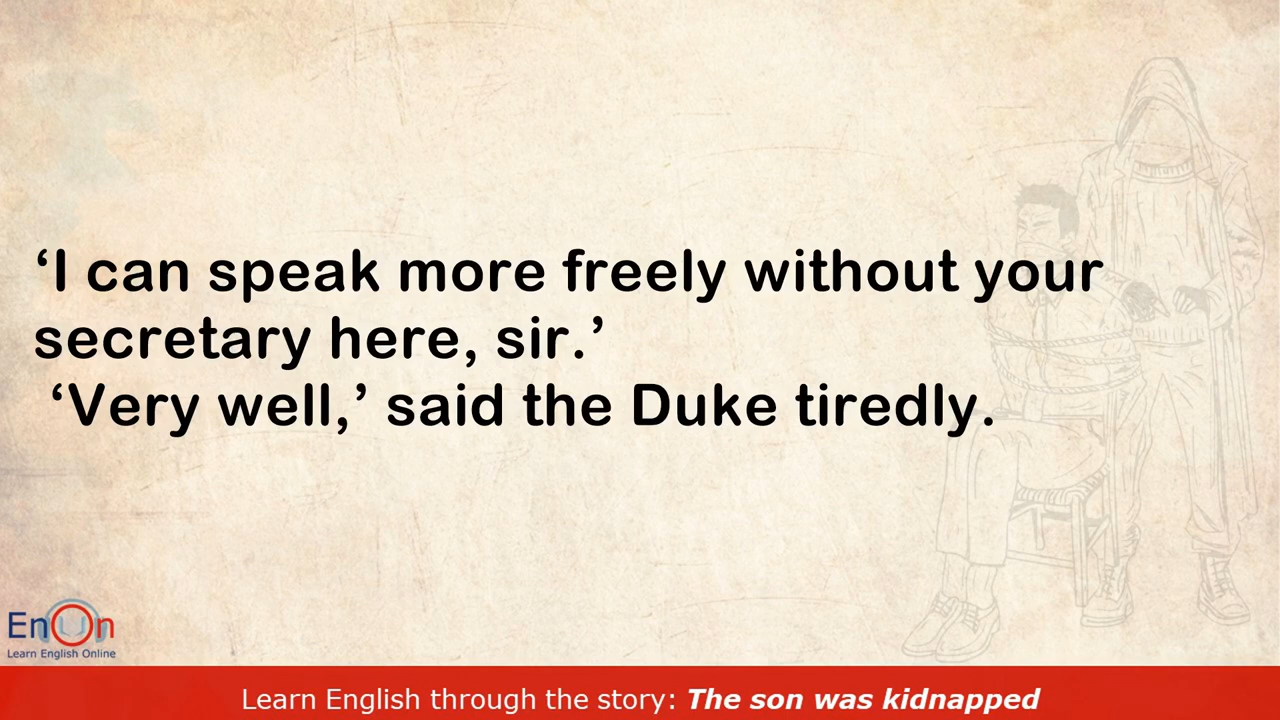 ‘I can speak more freely without your
secretary here, sir.’
‘Very well,’ said the Duke tiredly.
EnOn
Learn English Online
Learn English through the story: The son was kidnapped